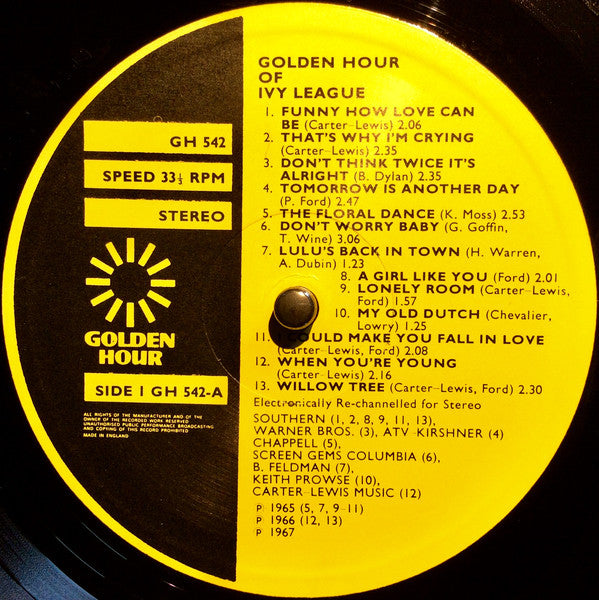 GOLDEN HOUR
OF
IVY LEAGUE
1. FUNNY HOW LOVE CAN
BE (Carter-Lewis) 2.06
2. THAT'S WHY I'M CRYING
(Carter-Lewis) 2.35
3. DON'T THINK TWICE IT'S
ALRIGHT (B. Dylan) 2.35
4. TOMORROW IS ANOTHER DAY
(P. Ford) 2.47
5. THE FLORAL DANCE (K. Moss) 2.53
6. DON'T WORRY BABY (G. Goffin,
T. Wine) 3.06
7. LULU'S BACK IN TOWN (H. Warren,
A. Dubin) 1.23
8. A GIRL LIKE YOU (Ford) 2.01
9. LONELY ROOM (Carter-Lewis,
Ford) 1.57
10. MY OLD DUTCH (Chevalier,
Lowry) 1.25
11. COULD MAKE YOU FALL IN LOVE
(Carter-Lewis, Ford) 2.08
12. WHEN YOU'RE YOUNG
(Carter-Lewis) 2.16
13. WILLOW TREE (Carter-Lewis, Ford) 2.30
Electronically Re-channelled for Stereo
SOUTHERN (1, 2, 8, 9, 11, 13),
WARNER BROS. (3), ATV-KIRSHNER (4)
CHAPPELL (5),
SCREEN GEMS COLUMBIA (6),
B. FELDMAN (7),
KEITH PROWSE (10),
CARTER-LEWIS MUSIC (12)
℗ 1965 (5, 7, 9-11)
℗ 1966 (12, 13)
℗ 1967
GH 542
SPEED 33⅓ RPM
STEREO
GOLDEN
HOUR
SIDE 1 GH 542-A
ALL RIGHTS OF THE MANUFACTURER AND OF THE
OWNER OF THE RECORDED WORK RESERVED
UNAUTHORISED PUBLIC PERFORMANCE BROADCASTING
AND COPYING OF THIS RECORD PROHIBITED
MADE IN ENGLAND